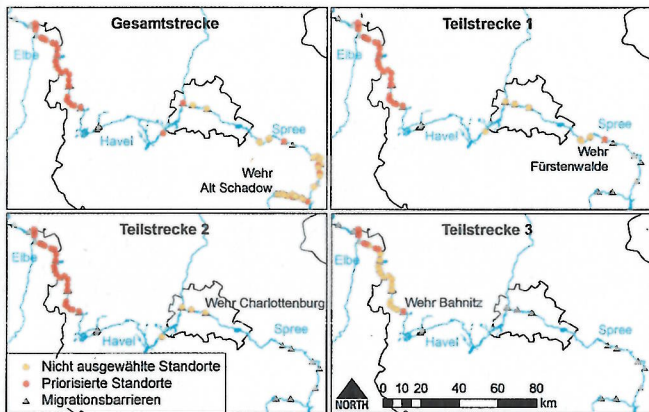 Gesamtstrecke
Elbe
Havel
Spree
Wehr
Alt Schadow
Teilstrecke 1
Elbe
Havel
Spree
Wehr
Fürstenwalde
Teilstrecke 2
Elbe
Wehr Charlottenburg
Havel
Spree
Nicht ausgewählte Standorte
Priorisierte Standorte
Migrationsbarrieren
Teilstrecke 3
Elbe
Wehr Bahnitz
Havel
Spree
NORTH
0 10 20 40 60 80
km